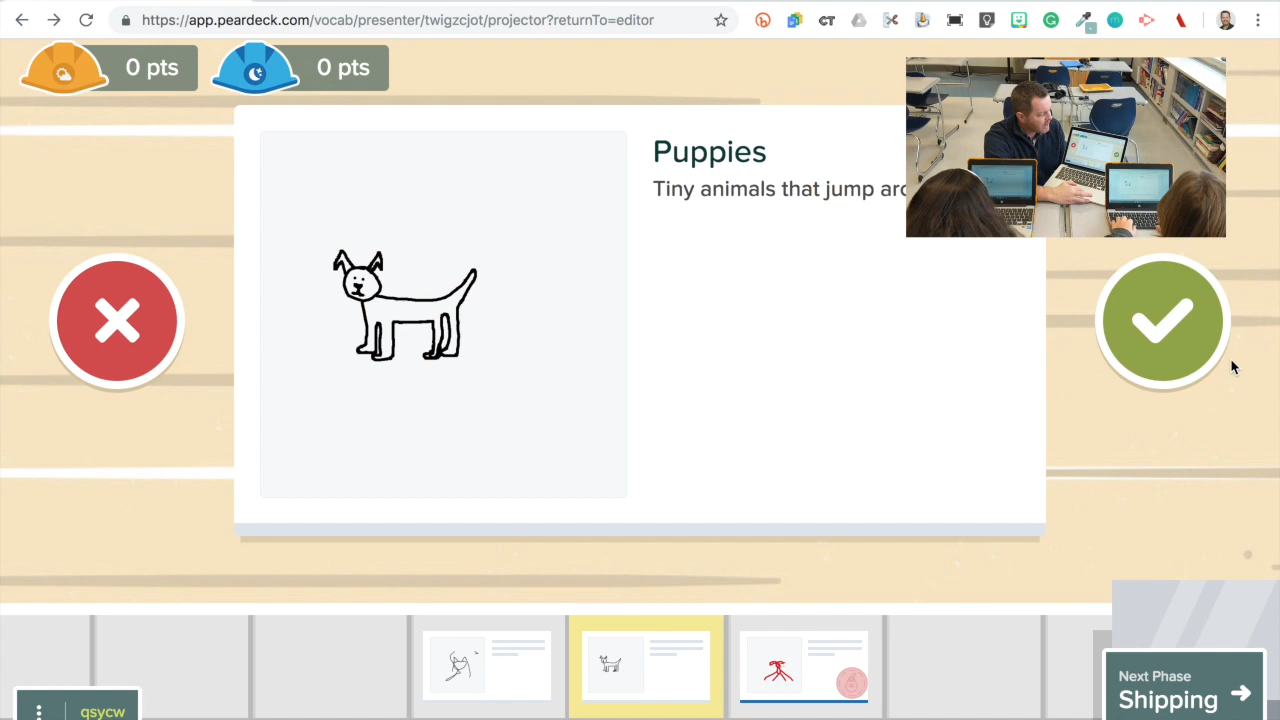 https://app.peardeck.com/vocab/presenter/twigzcjot/projector?returnTo=editor
CT
0 pts
0 pts
Puppies
Tiny animals that jump
Next Phase
Shipping
qsycw